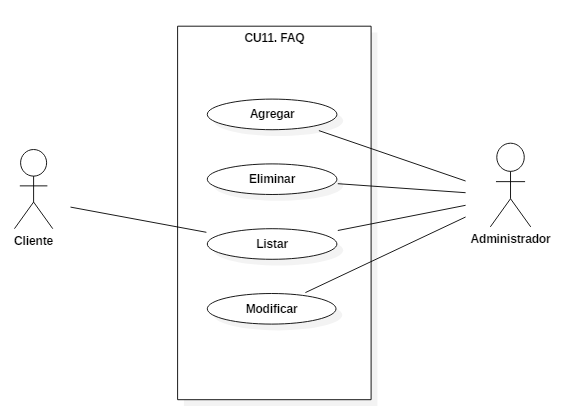 CU11. FAQ
Agregar
Eliminar
Listar
Modificar
Cliente
Administrador